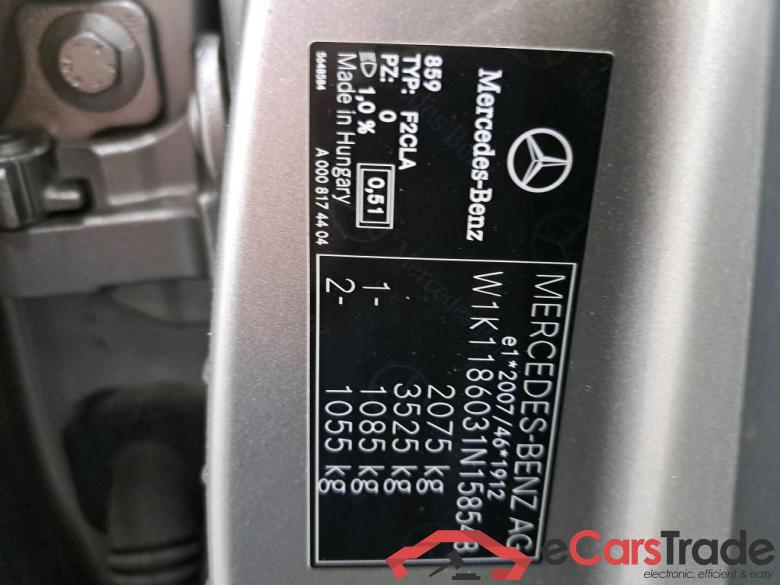 Mercedes-Benz
859
TYP: F2CLA
PZ: 0
1,0 % 0,51
Made in Hungary
5648584 A 000 817 44 04
MERCEDES-BENZ AG
e1*2007/46*1912
W1K1186031N158548
2075 kg
3525 kg
1- 1085 kg
2- 1055 kg
eCarsTrade
electronic, efficient & easy